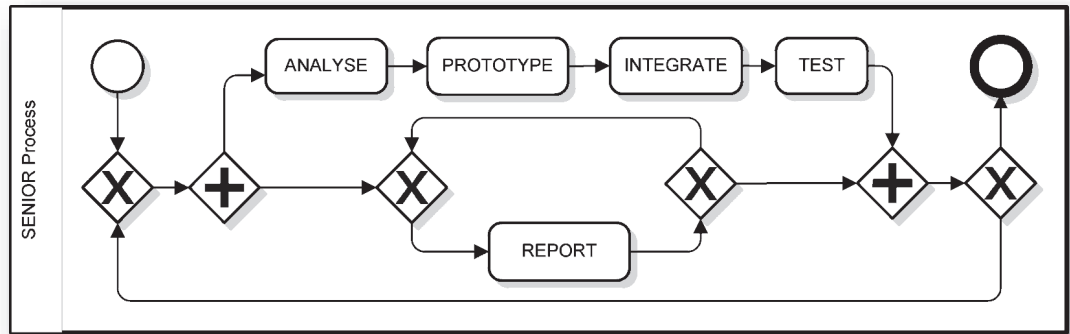 SENIOR Process
ANALYSE
PROTOTYPE
INTEGRATE
TEST
X
X
X
X
REPORT